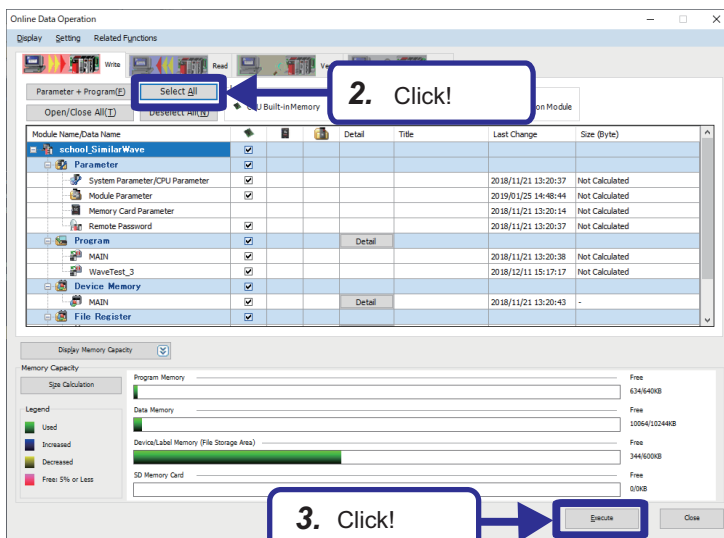 Online Data Operation
Display Setting Related Functions
Write Read
Parameter + Program(F) Select All
Open/Close All(T) Deselect All(N)
CPU Built-in Memory
2. Click!
Module Name/Data Name Detail Title Last Change Size (Byte)
school_SimilarWave
Parameter
System Parameter/CPU Parameter 2018/11/21 13:20:37 Not Calculated
Module Parameter 2019/01/25 14:48:44 Not Calculated
Memory Card Parameter 2018/11/21 13:20:14 Not Calculated
Remote Password 2018/11/21 13:20:37 Not Calculated
Program Detail
MAIN 2018/11/21 13:20:38 Not Calculated
WaveTest_3 2018/12/11 15:17:17 Not Calculated
Device Memory
MAIN Detail 2018/11/21 13:20:43 -
File Register
Display Memory Capacity
Memory Capacity
Size Calculation
Program Memory Free
634/640KB
Legend
Used
Increased
Decreased
Free: 5% or Less
Data Memory Free
10064/10244KB
Device/Label Memory (File Storage Area) Free
344/600KB
SD Memory Card Free
0/0KB
3. Click!
Execute Close